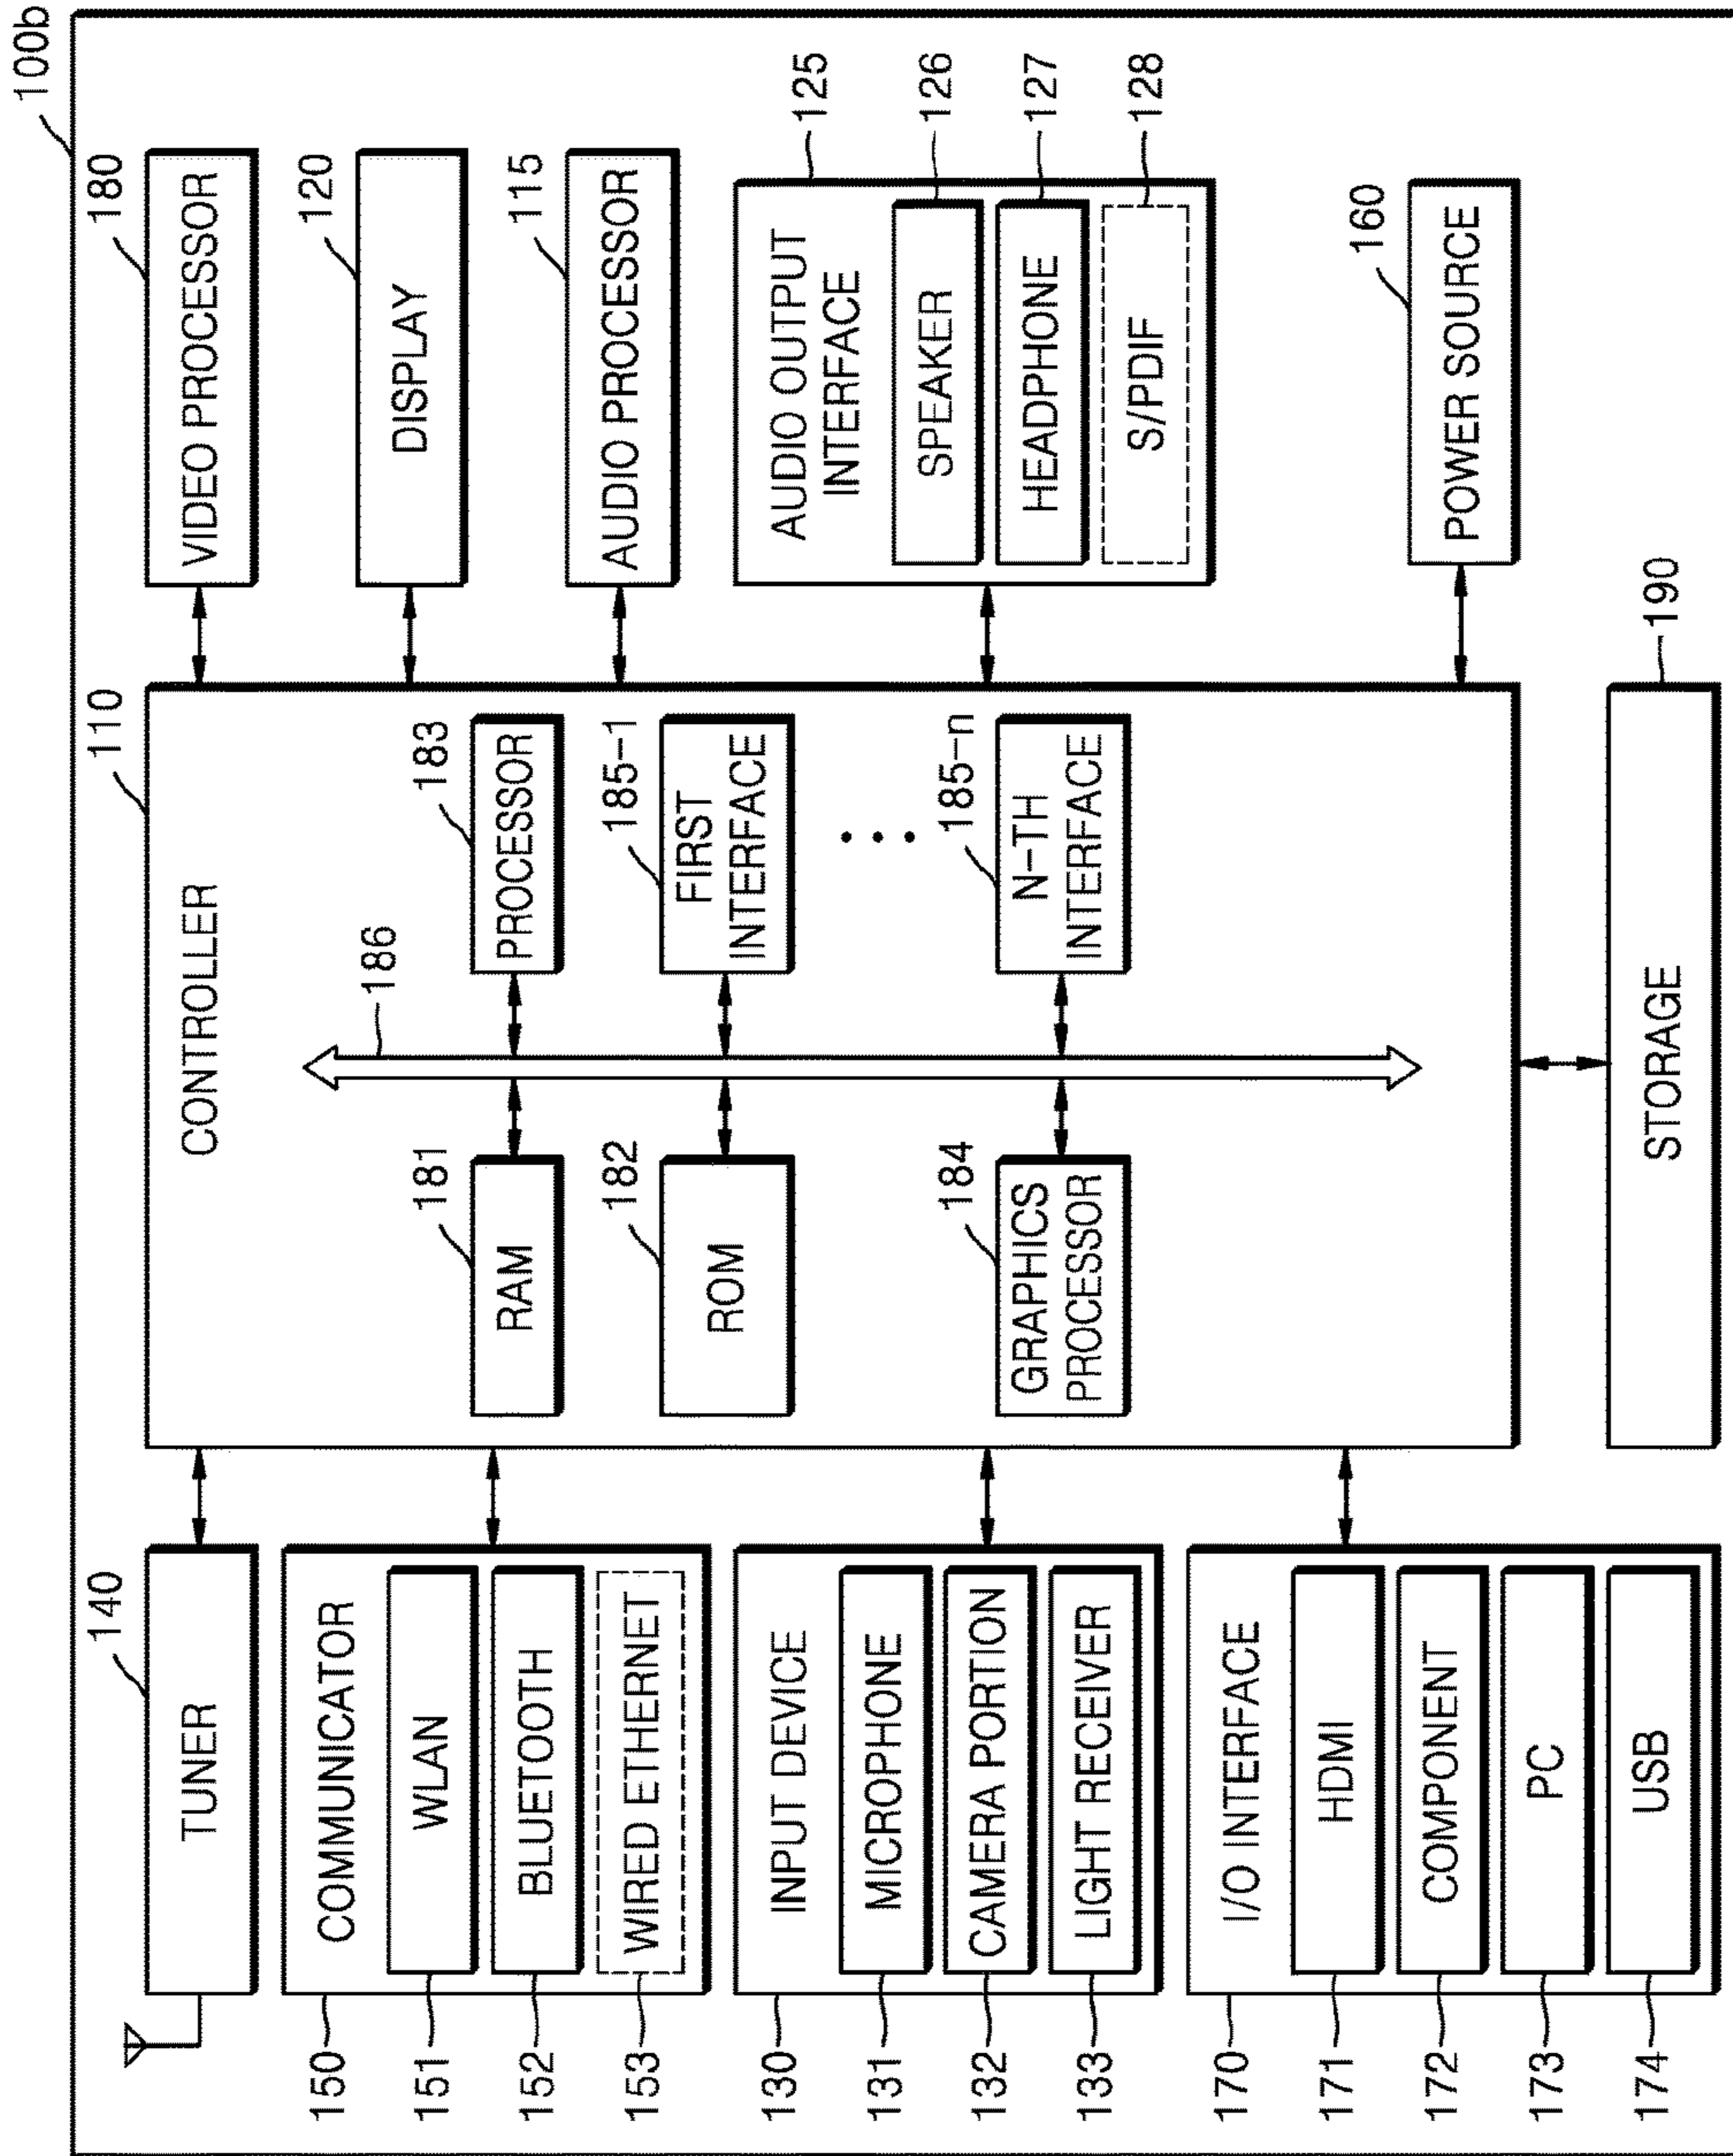 100b
140
TUNER
150
COMMUNICATOR
151
WLAN
152
BLUETOOTH
153
WIRED ETHERNET
130
INPUT DEVICE
131
MICROPHONE
132
CAMERA PORTION
133
LIGHT RECEIVER
170
I/O INTERFACE
171
HDMI
172
COMPONENT
173
PC
174
USB
110
CONTROLLER
186
181
RAM
182
ROM
184
GRAPHICS
PROCESSOR
183
PROCESSOR
185-1
FIRST
INTERFACE
185-n
N-TH
INTERFACE
190
STORAGE
180
VIDEO PROCESSOR
120
DISPLAY
115
AUDIO PROCESSOR
125
AUDIO OUTPUT
INTERFACE
126
SPEAKER
127
HEADPHONE
128
S/PDIF
160
POWER SOURCE